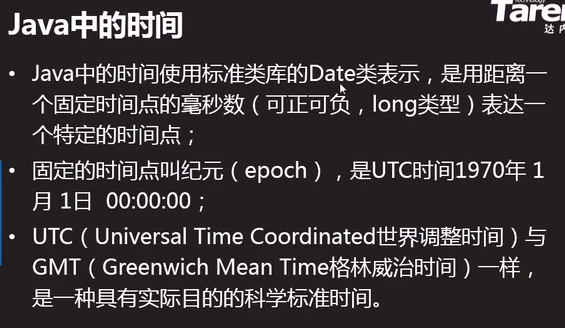 Technology
Taren
达内
Java中的时间
• Java中的时间使用标准类库的Date类表示，是用距离一
个固定时间点的毫秒数（可正可负，long类型）表达一
个特定的时间点；
• 固定的时间点叫纪元（epoch），是UTC时间1970年 1
月 1日 00:00:00；
• UTC（Universal Time Coordinated世界调整时间）与
GMT（Greenwich Mean Time格林威治时间）一样，
是一种具有实际目的的科学标准时间。